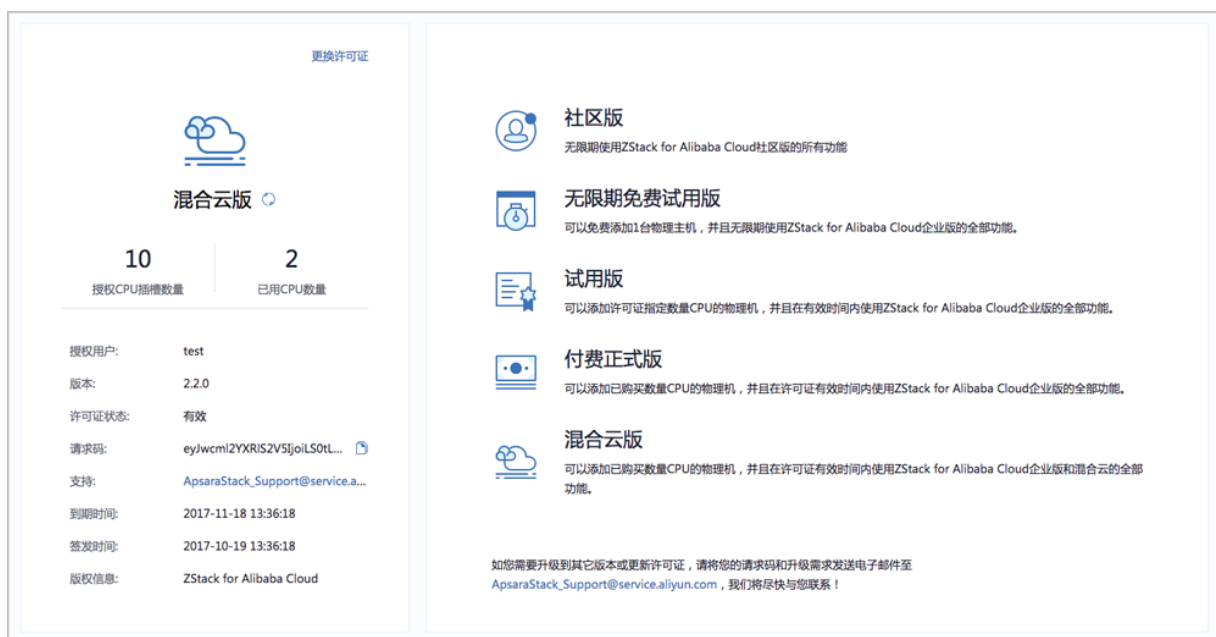 更换许可证
混合云版
10
2
授权CPU插槽数量
已用CPU数量
授权用户: test
版本: 2.2.0
许可证状态: 有效
请求码: eyJwcml2YXRlS2V5IjoiLS0tL...
支持: ApsaraStack_Support@service.a...
到期时间: 2017-11-18 13:36:18
签发时间: 2017-10-19 13:36:18
版权信息: ZStack for Alibaba Cloud
社区版
无限期使用ZStack for Alibaba Cloud社区版的所有功能
无限期免费试用版
可以免费添加1台物理主机，并且无限期使用ZStack for Alibaba Cloud企业版的全部功能。
试用版
可以添加许可证指定数量CPU的物理机，并且在有效时间内使用ZStack for Alibaba Cloud企业版的全部功能。
付费正式版
可以添加已购买数量CPU的物理机，并且在许可证有效时间内使用ZStack for Alibaba Cloud企业版的全部功能。
混合云版
可以添加已购买数量CPU的物理机，并且在许可证有效时间内使用ZStack for Alibaba Cloud企业版和混合云的全部
功能。
如您需要升级到其它版本或更新许可证，请将您的请求码和升级需求发送电子邮件至
ApsaraStack_Support@service.aliyun.com，我们将尽快与您联系！